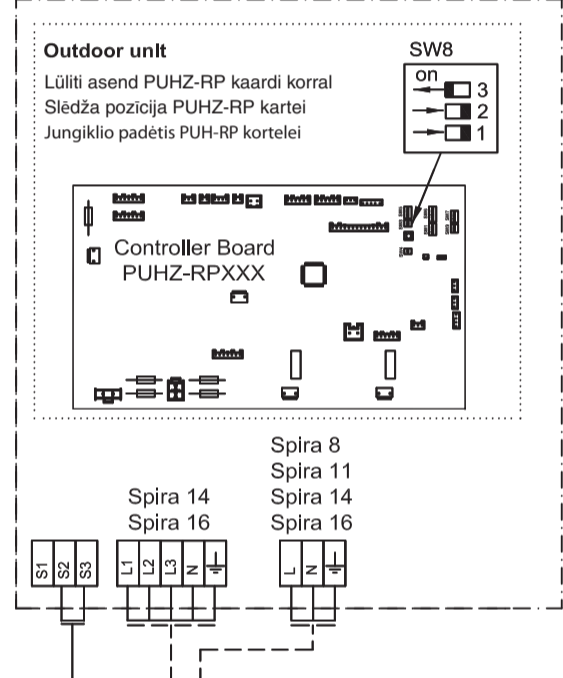 Outdoor unit
SW8
Lüliti asend PUHZ-RP kaardi korral
Slēdža pozīcija PUHZ-RP kartei
Jungiklio padėtis PUH-RP kortelei
on
3
2
1
Controller Board
PUHZ-RPXXX
Spira 8
Spira 11
Spira 14
Spira 16
Spira 14
Spira 16
S1 S2 S3
L1 L2 L3 N
L N